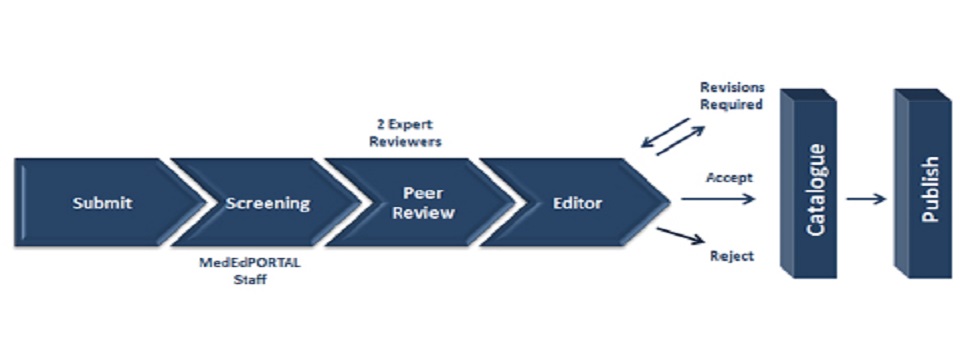 Submit
Screening
MedEdPORTAL
Staff
2 Expert
Reviewers
Peer
Review
Editor
Revisions
Required
Accept
Reject
Catalogue
Publish